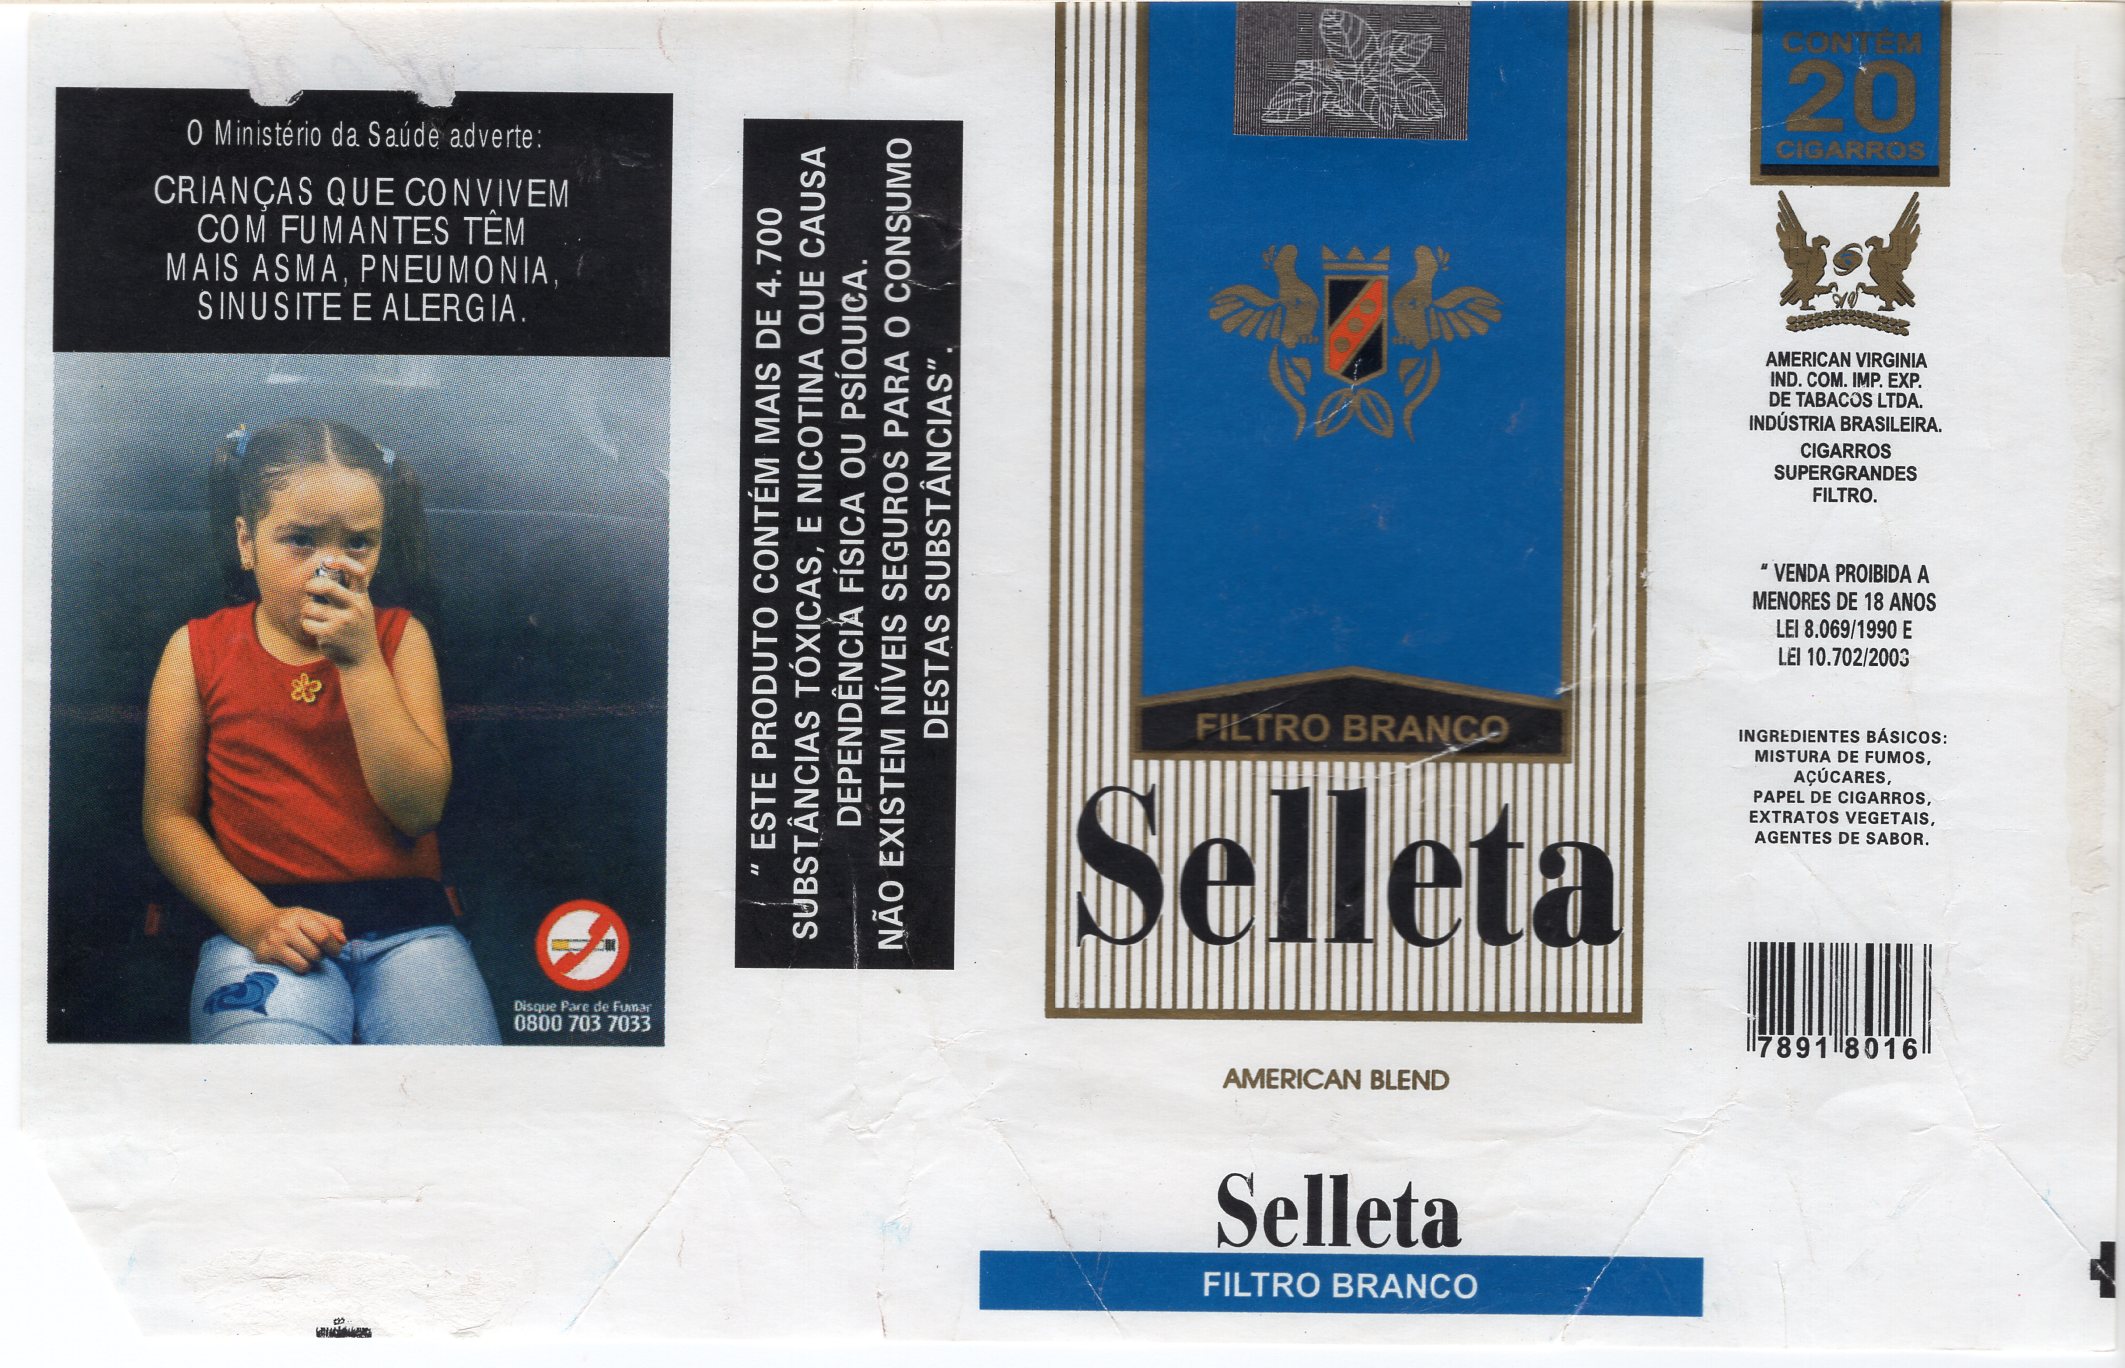 O Ministério da Saúde adverte:
CRIANÇAS QUE CONVIVEM
COM FUMANTES TÊM
MAIS ASMA, PNEUMONIA,
SINUSITE E ALERGIA.
Disque Pare de Fumar
0800 703 7033
" ESTE PRODUTO CONTÉM MAIS DE 4.700
SUBSTÂNCIAS TÓXICAS, E NICOTINA QUE CAUSA
DEPENDÊNCIA FÍSICA OU PSÍQUICA.
NÃO EXISTEM NÍVEIS SEGUROS PARA O CONSUMO
DESTAS SUBSTÂNCIAS".
FILTRO BRANCO
Selleta
AMERICAN BLEND
Selleta
FILTRO BRANCO
CONTÉM
20
CIGARROS
AMERICAN VIRGINIA
IND. COM. IMP. EXP.
DE TABACOS LTDA.
INDÚSTRIA BRASILEIRA.
CIGARROS
SUPERGRANDES
FILTRO.
" VENDA PROIBIDA A
MENORES DE 18 ANOS
LEI 8.069/1990 E
LEI 10.702/2003
INGREDIENTES BÁSICOS:
MISTURA DE FUMOS,
AÇÚCARES,
PAPEL DE CIGARROS,
EXTRATOS VEGETAIS,
AGENTES DE SABOR.
78918016